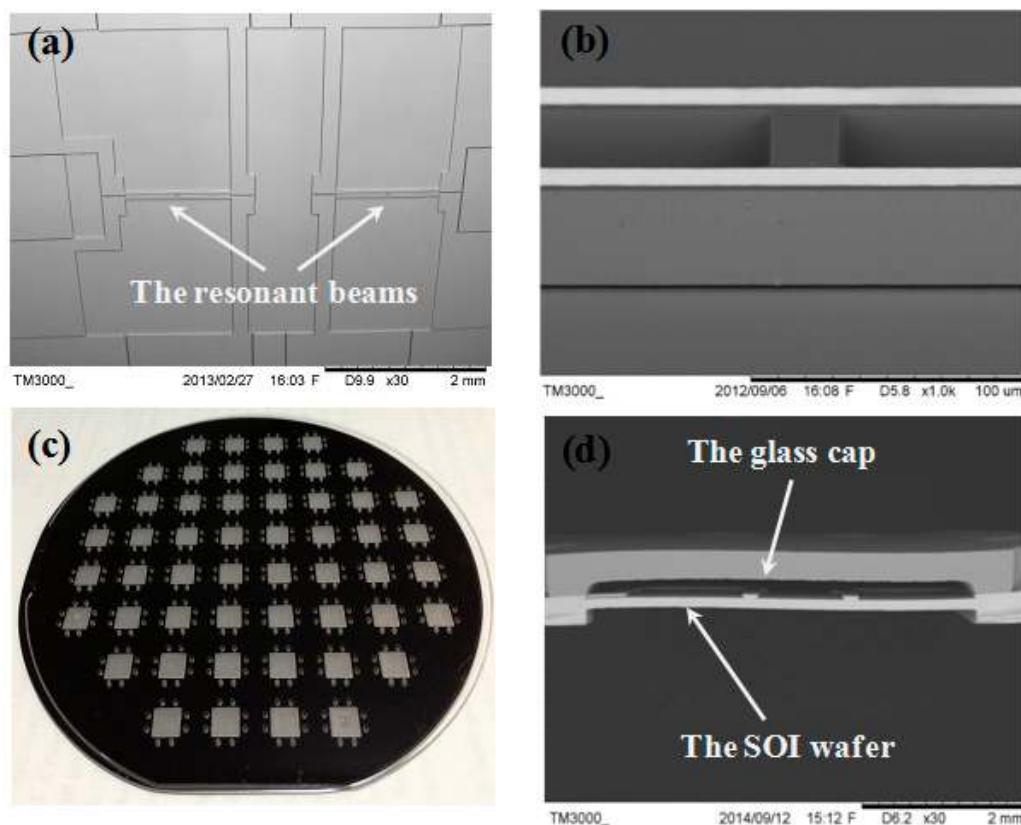 (a)
The resonant beams
TM3000_ 2013/02/27 16:03 F D9.9 x30 2 mm
(b)
TM3000_ 2012/09/06 16:08 F D5.8 x1.0k 100 um
(c)
(d)
The glass cap
The SOI wafer
TM3000_ 2014/09/12 15:12 F D6.2 x30 2 mm